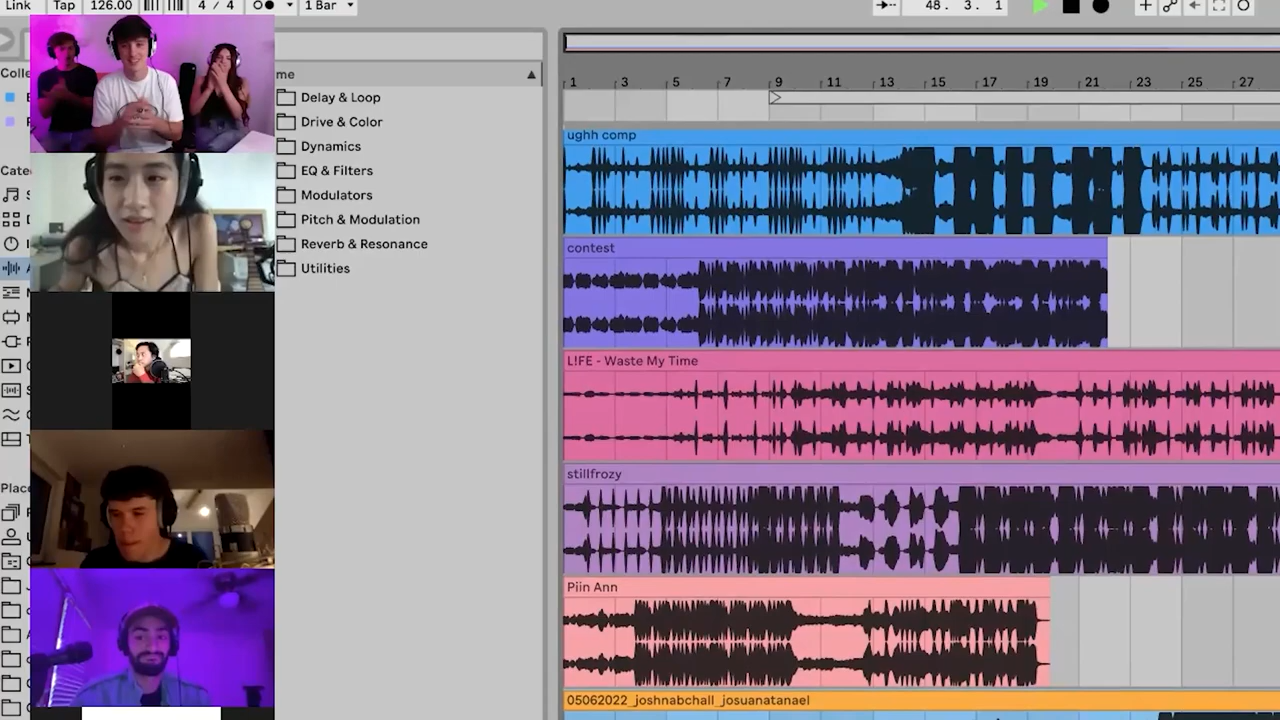 Link Tap 126.00 4 / 4 1 Bar 48. 3. 1
me
Delay & Loop
Drive & Color
Dynamics
EQ & Filters
Modulators
Pitch & Modulation
Reverb & Resonance
Utilities
1 3 5 7 9 11 13 15 17 19 21 23 25 27
ughh comp
contest
L!FE - Waste My Time
stillfrozy
Piin Ann
05062022_joshnabchall_josuanatanael
Colle
Cate
Place